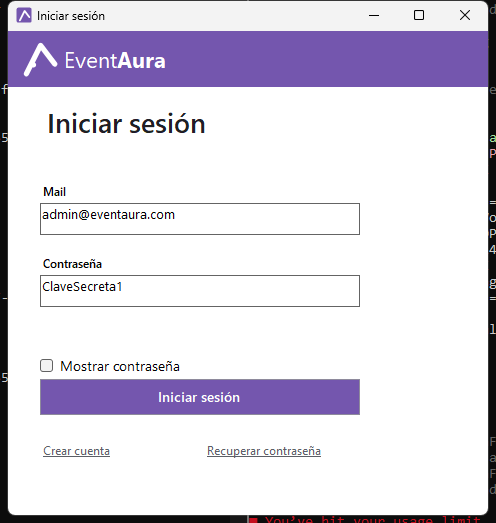 Iniciar sesión
EventAura
Iniciar sesión
Mail
admin@eventaura.com
Contraseña
ClaveSecreta1
Mostrar contraseña
Iniciar sesión
Crear cuenta
Recuperar contraseña
You've hit your usage limit